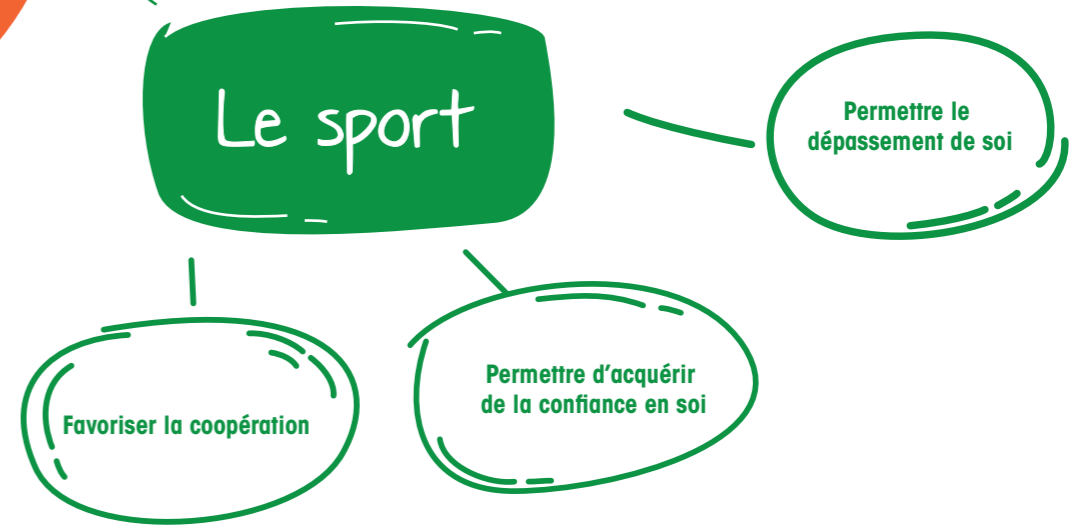 Le sport
Permettre le
dépassement de soi
Permettre d’acquérir
de la confiance en soi
Favoriser la coopération